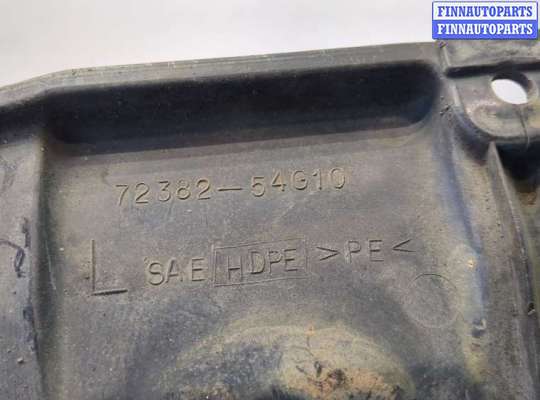 FINNAUTOPARTS
FINNAUTOPARTS
72382-54G10
L SAE HDPE >PE<